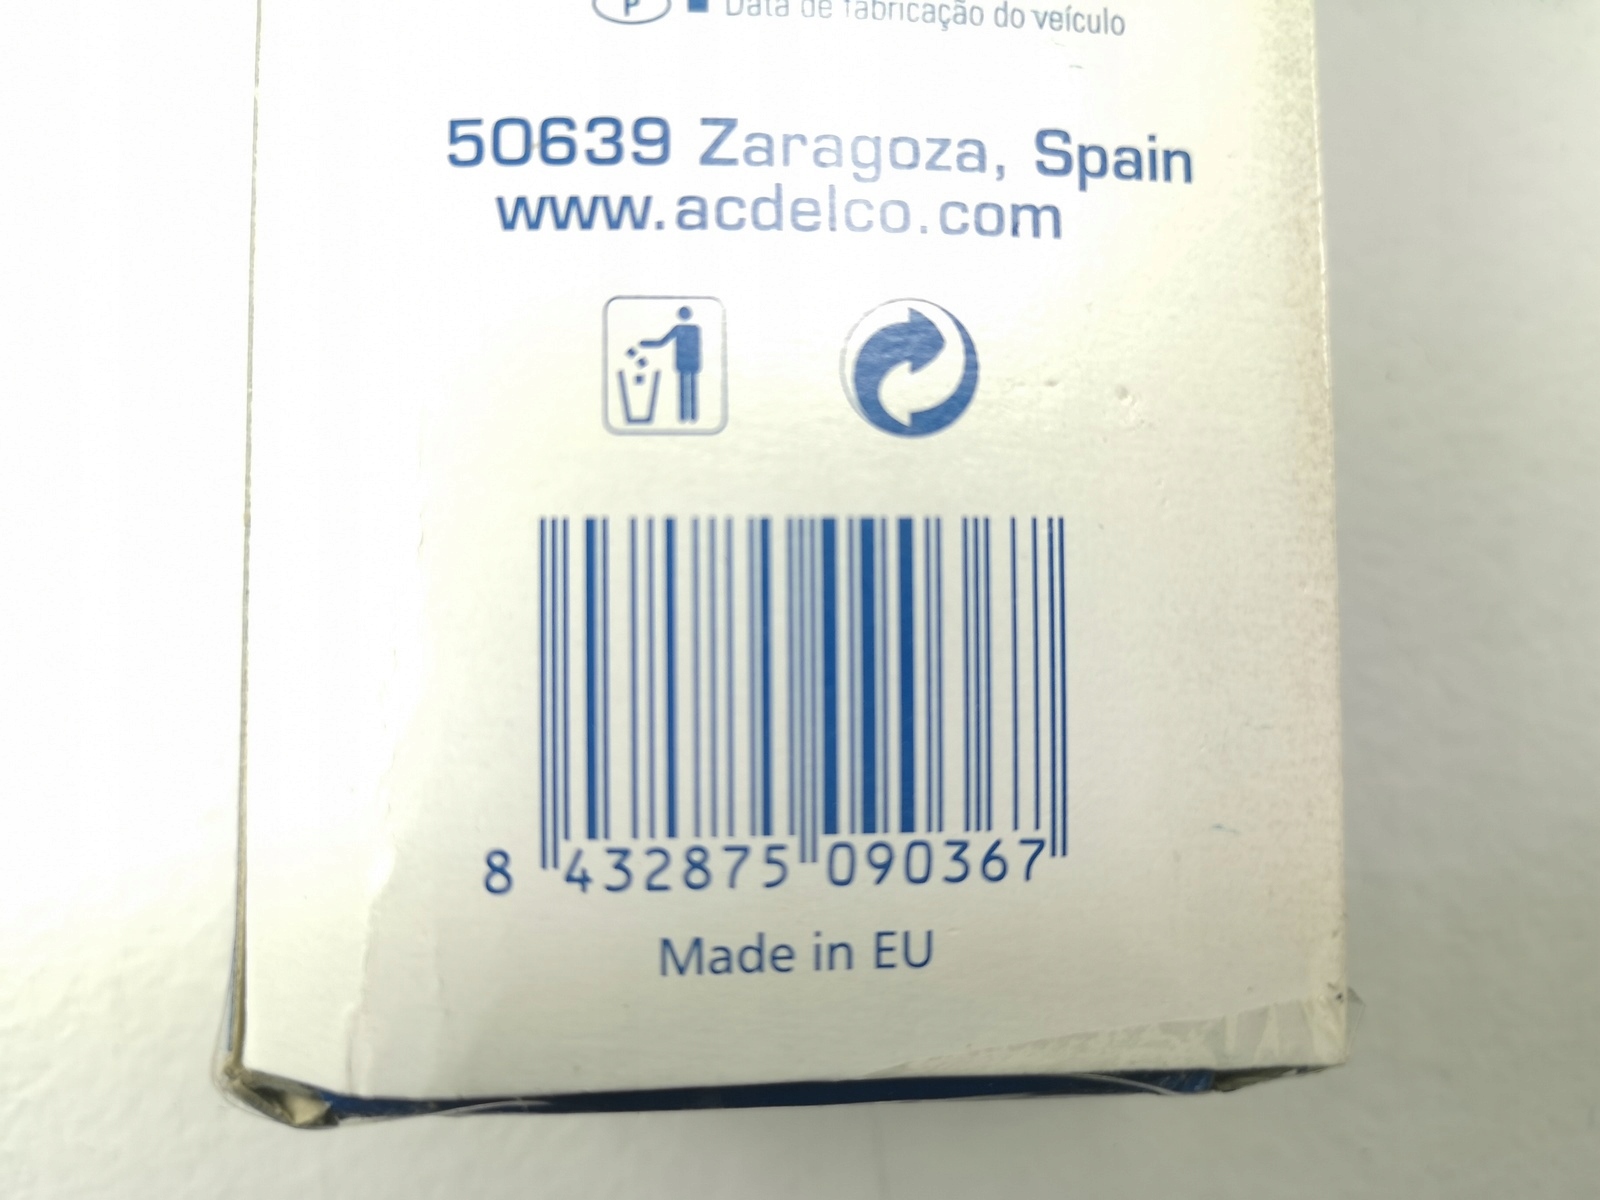 P ■ Data de fabricação do veículo
50639 Zaragoza, Spain
www.acdelco.com
8 432875 090367
Made in EU